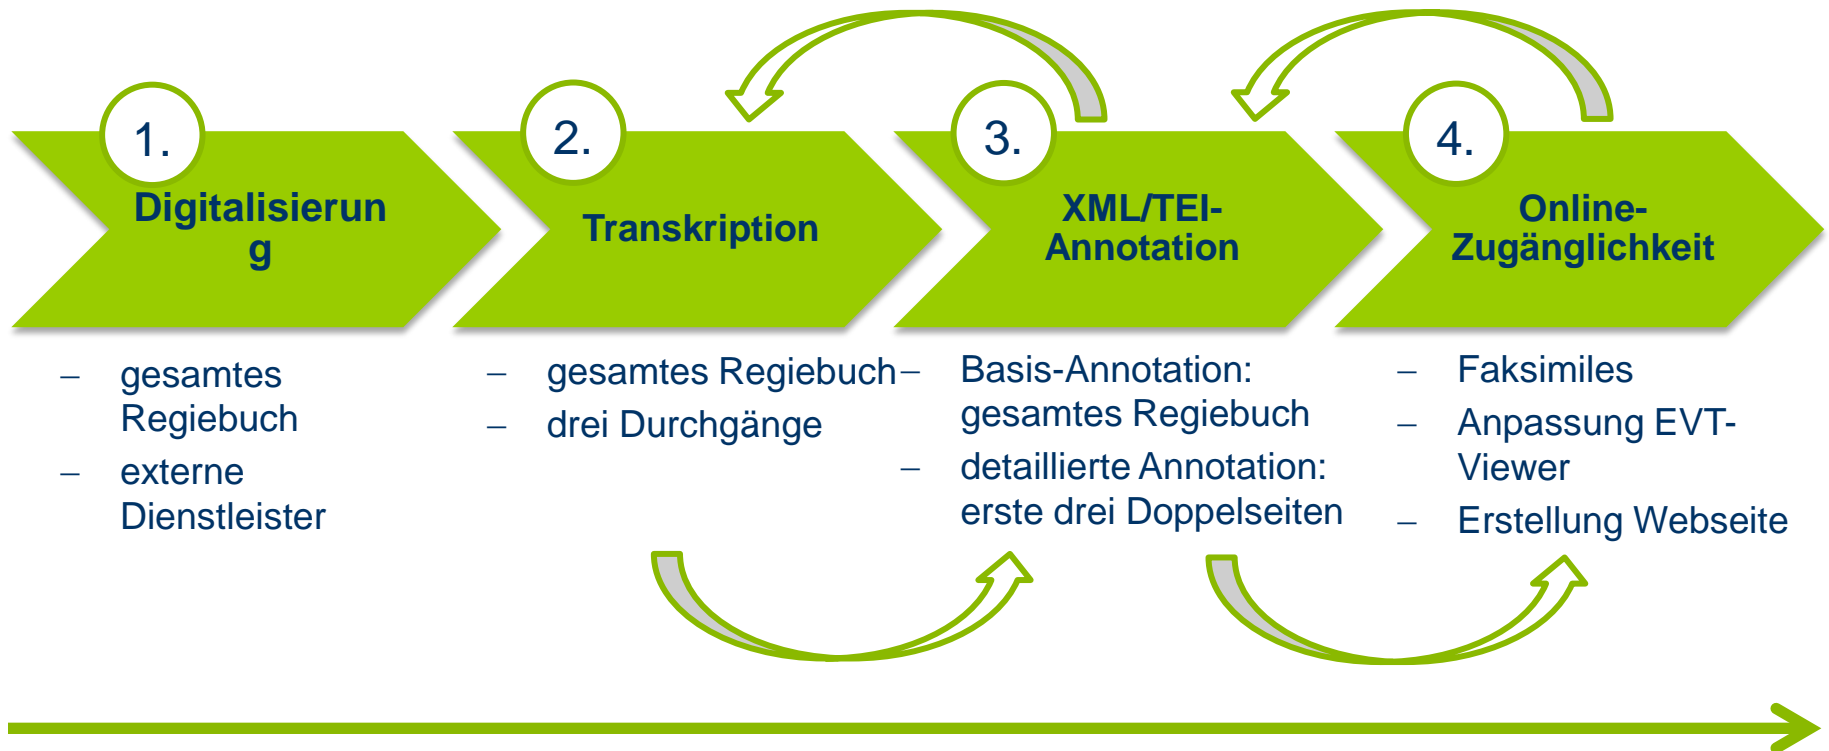 1.
Digitalisierun
g
– gesamtes
Regiebuch
– externe
Dienstleister
2.
Transkription
– gesamtes Regiebuch
– drei Durchgänge
3.
XML/TEI-
Annotation
– Basis-Annotation:
gesamtes Regiebuch
– detaillierte Annotation:
erste drei Doppelseiten
4.
Online-
Zugänglichkeit
– Faksimiles
– Anpassung EVT-
Viewer
– Erstellung Webseite